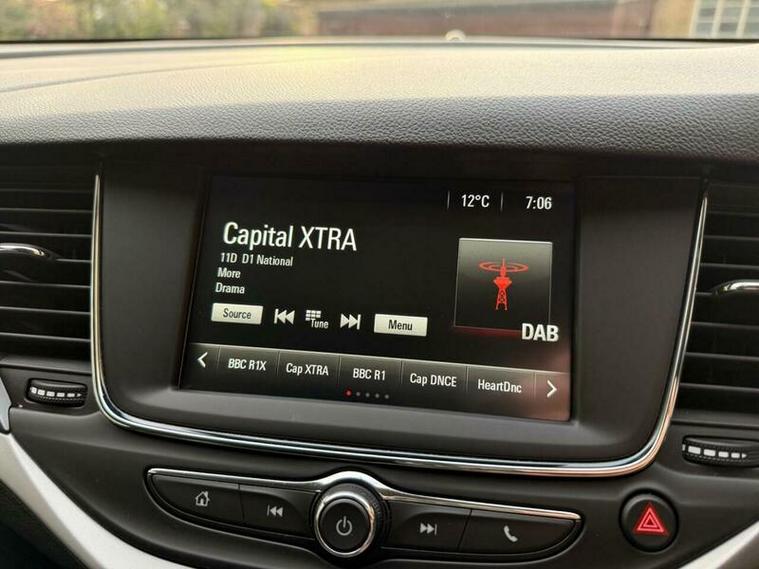 12°C 7:06
Capital XTRA
11D D1 National
More
Drama
Source Tune Menu
DAB
BBC R1X Cap XTRA BBC R1 Cap DNCE HeartDnc